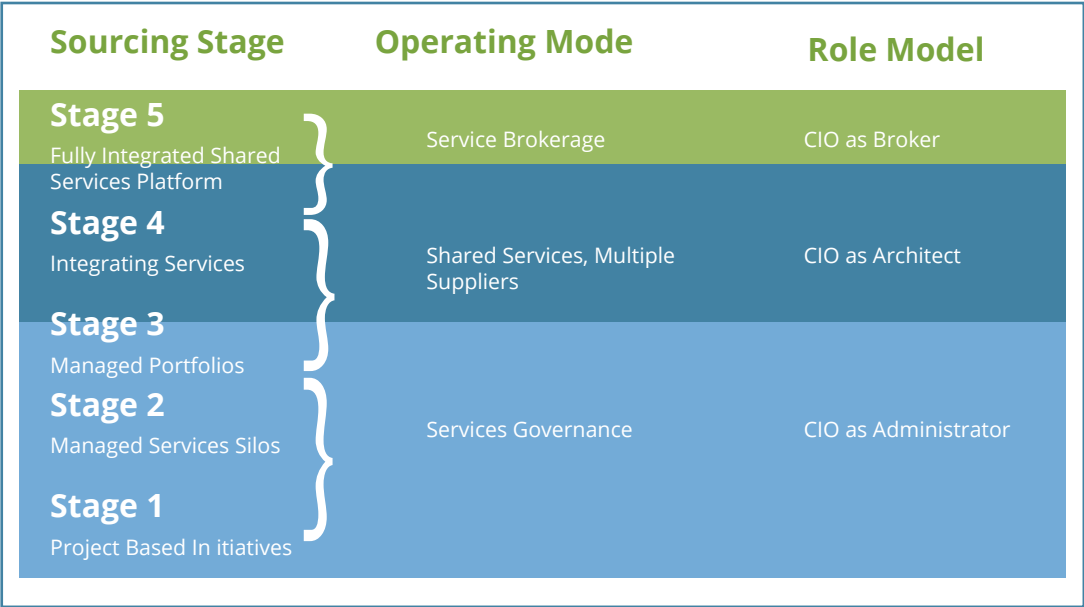 Sourcing Stage
Operating Mode
Role Model
Stage 5
Fully Integrated Shared
Services Platform
Service Brokerage
CIO as Broker
Stage 4
Integrating Services
Shared Services, Multiple
Suppliers
CIO as Architect
Stage 3
Managed Portfolios
Stage 2
Managed Services Silos
Services Governance
CIO as Administrator
Stage 1
Project Based In itiatives